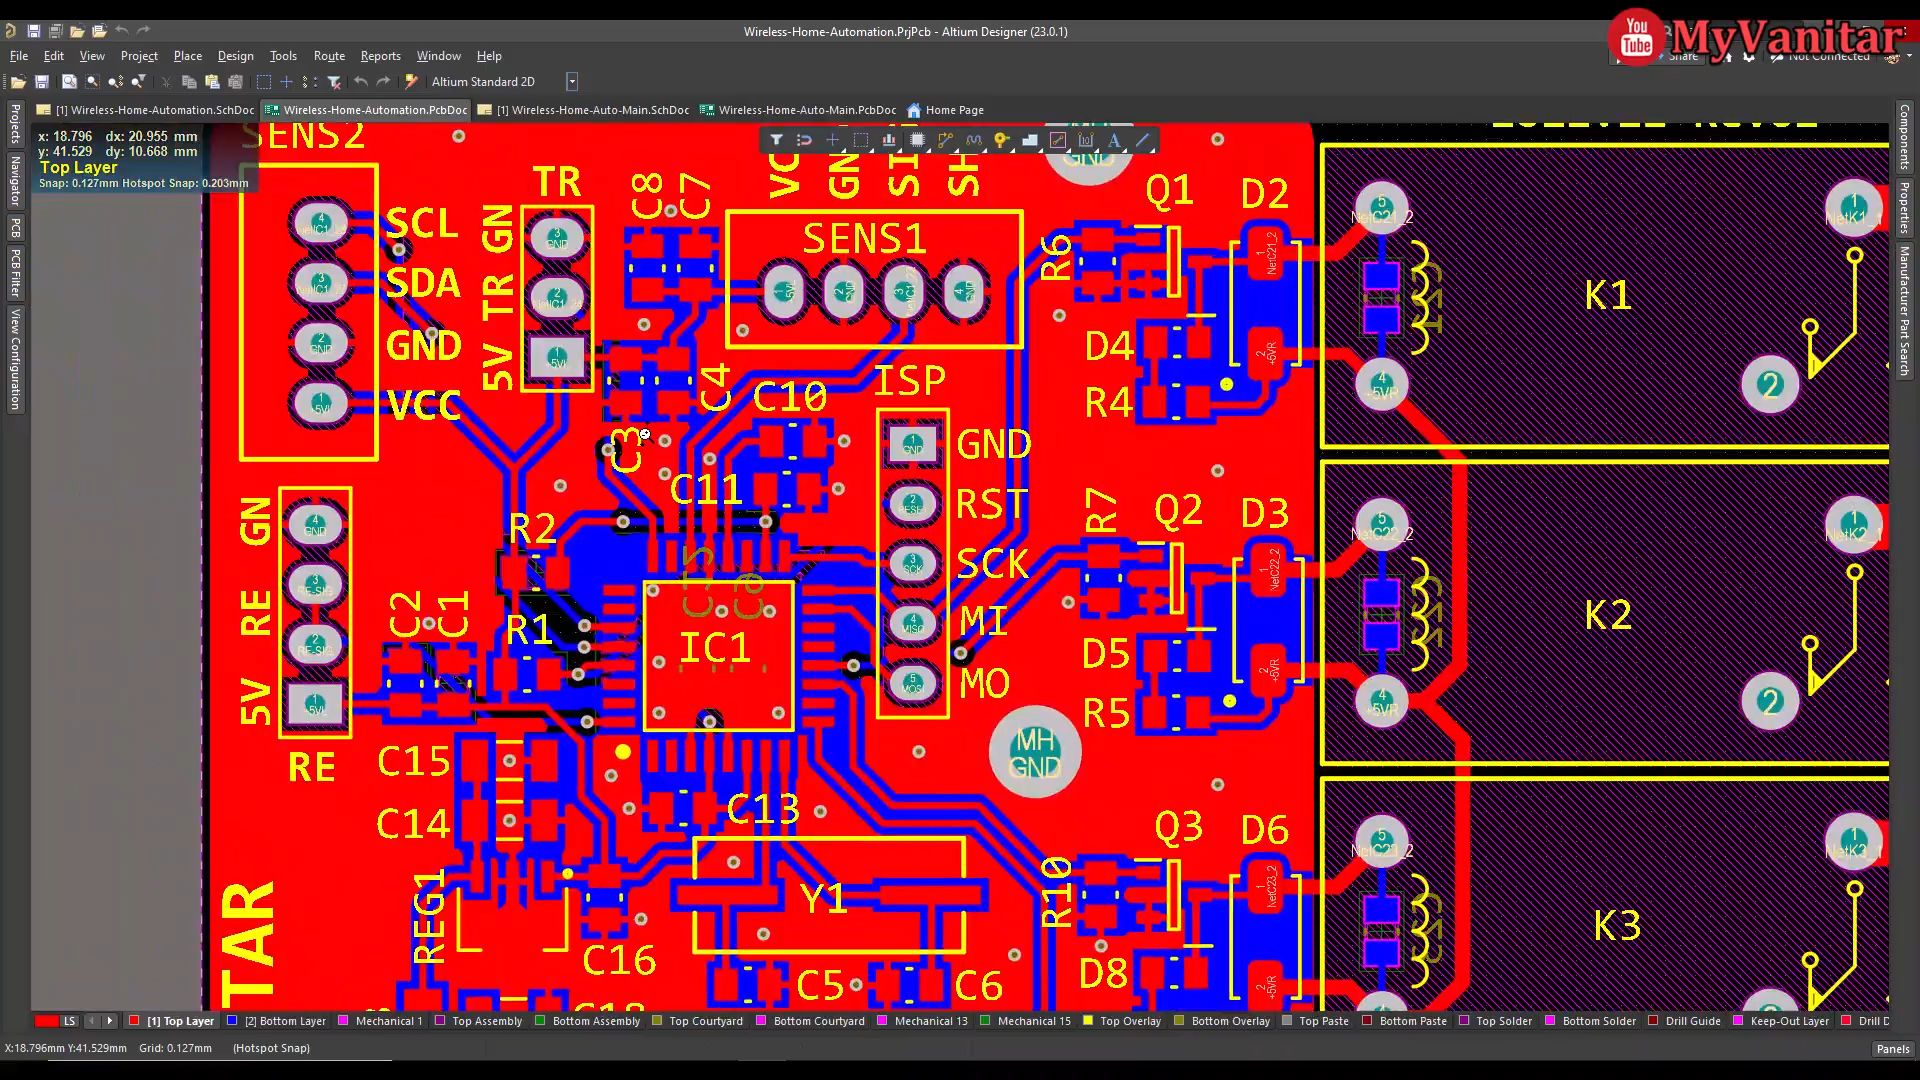 Wireless-Home-Automation.PrjPcb - Altium Designer (23.0.1)
You Tube MyVanitar
File Edit View Project Place Design Tools Route Reports Window Help
Share Not Connected
Altium Standard 2D
[1] Wireless-Home-Automation.SchDoc Wireless-Home-Automation.PcbDoc [1] Wireless-Home-Auto-Main.SchDoc Wireless-Home-Auto-Main.PcbDoc Home Page
x: 18.796 dx: 20.955 mm
y: 41.529 dy: 10.668 mm
Top Layer
Snap: 0.127mm Hotspot Snap: 0.203mm
Projects
Navigator
PCB
PCB Filter
View Configuration
Components
Properties
Manufacturer Part Search
SENS2
SCL
SDA
GND
VCC
TR
5V TR GN
C8
C7
SENS1
Q1
D2
R6
D4
R4
K1
C4
C3
C10
C11
ISP
GND
RST
SCK
MI
MO
R2
R1
IC1
C2
C1
5V RE GN
RE
R7
Q2
D3
D5
R5
K2
MH
GND
C15
C14
C13
Y1
REG1
C16
C5
C6
R10
Q3
D6
D8
K3
TAR
LS [1] Top Layer [2] Bottom Layer Mechanical 1 Top Assembly Bottom Assembly Top Courtyard Bottom Courtyard Mechanical 13 Mechanical 15 Top Overlay Bottom Overlay Top Paste Bottom Paste Top Solder Bottom Solder Drill Guide Keep-Out Layer Drill D
X:18.796mm Y:41.529mm Grid: 0.127mm (Hotspot Snap)
Panels